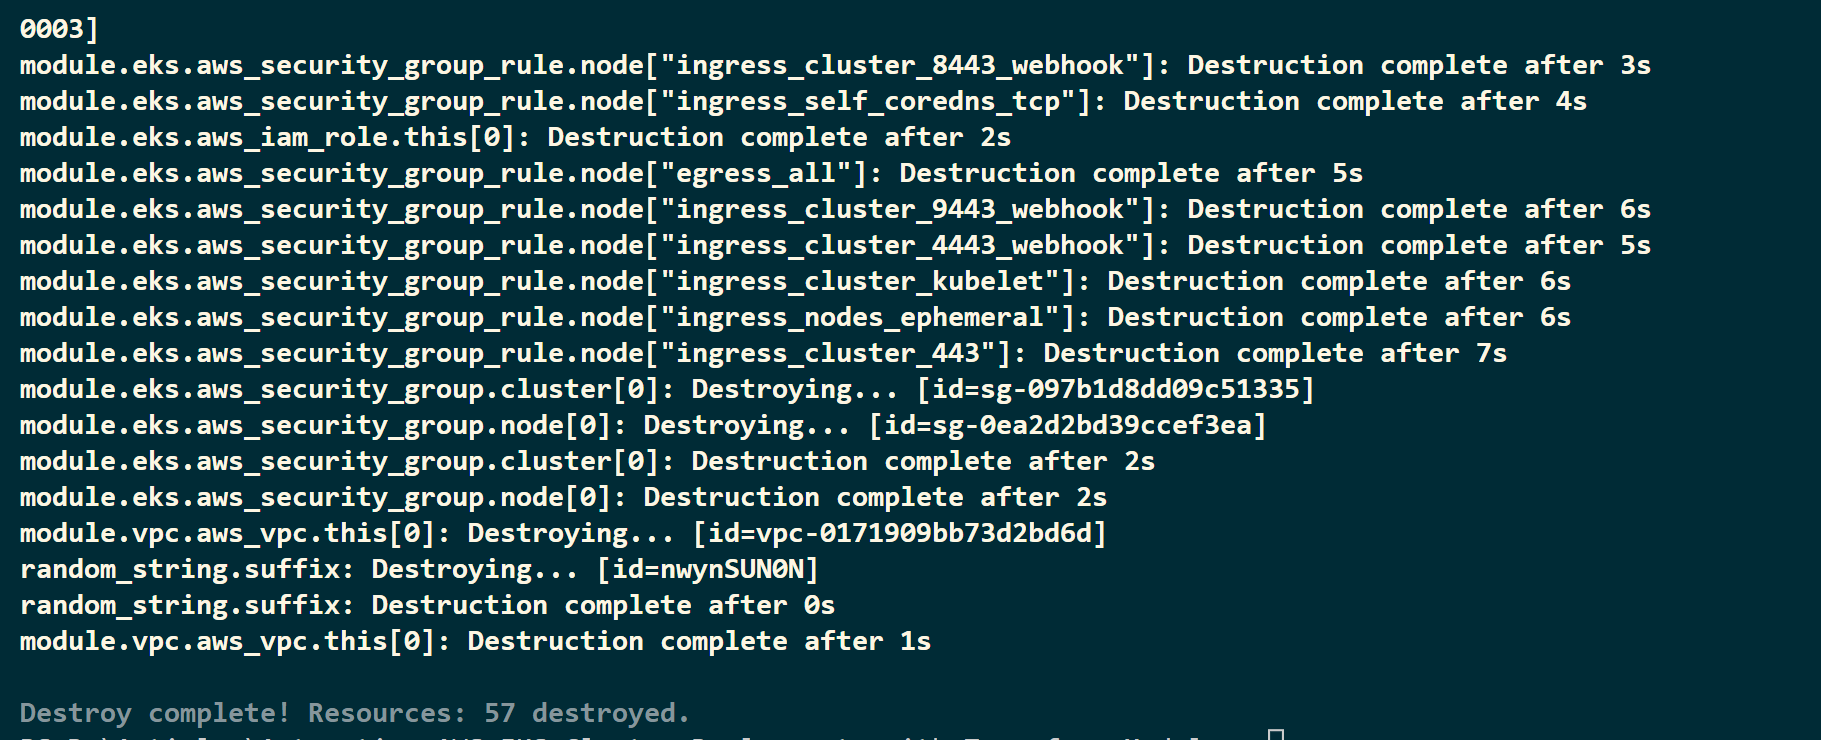 0003]
module.eks.aws_security_group_rule.node["ingress_cluster_8443_webhook"]: Destruction complete after 3s
module.eks.aws_security_group_rule.node["ingress_self_coredns_tcp"]: Destruction complete after 4s
module.eks.aws_iam_role.this[0]: Destruction complete after 2s
module.eks.aws_security_group_rule.node["egress_all"]: Destruction complete after 5s
module.eks.aws_security_group_rule.node["ingress_cluster_9443_webhook"]: Destruction complete after 6s
module.eks.aws_security_group_rule.node["ingress_cluster_4443_webhook"]: Destruction complete after 5s
module.eks.aws_security_group_rule.node["ingress_cluster_kubelet"]: Destruction complete after 6s
module.eks.aws_security_group_rule.node["ingress_nodes_ephemeral"]: Destruction complete after 6s
module.eks.aws_security_group_rule.node["ingress_cluster_443"]: Destruction complete after 7s
module.eks.aws_security_group.cluster[0]: Destroying... [id=sg-097b1d8dd09c51335]
module.eks.aws_security_group.node[0]: Destroying... [id=sg-0ea2d2bd39ccef3ea]
module.eks.aws_security_group.cluster[0]: Destruction complete after 2s
module.eks.aws_security_group.node[0]: Destruction complete after 2s
module.vpc.aws_vpc.this[0]: Destroying... [id=vpc-0171909bb73d2bd6d]
random_string.suffix: Destroying... [id=nwynSUN0N]
random_string.suffix: Destruction complete after 0s
module.vpc.aws_vpc.this[0]: Destruction complete after 1s
Destroy complete! Resources: 57 destroyed.